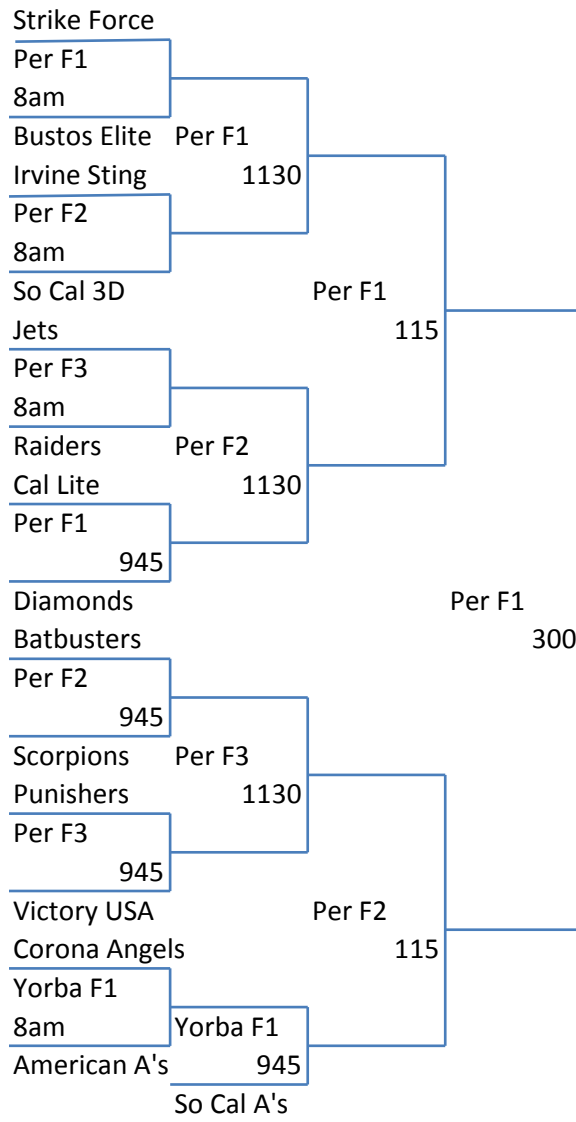 Strike Force
Per F1
8am
Bustos Elite Per F1
Irvine Sting 1130
Per F2
8am
So Cal 3D Per F1
Jets 115
Per F3
8am
Raiders Per F2
Cal Lite 1130
Per F1
945
Diamonds Per F1
Batbusters 300
Per F2
945
Scorpions Per F3
Punishers 1130
Per F3
945
Victory USA Per F2
Corona Angels 115
Yorba F1
8am Yorba F1
American A's 945
So Cal A's